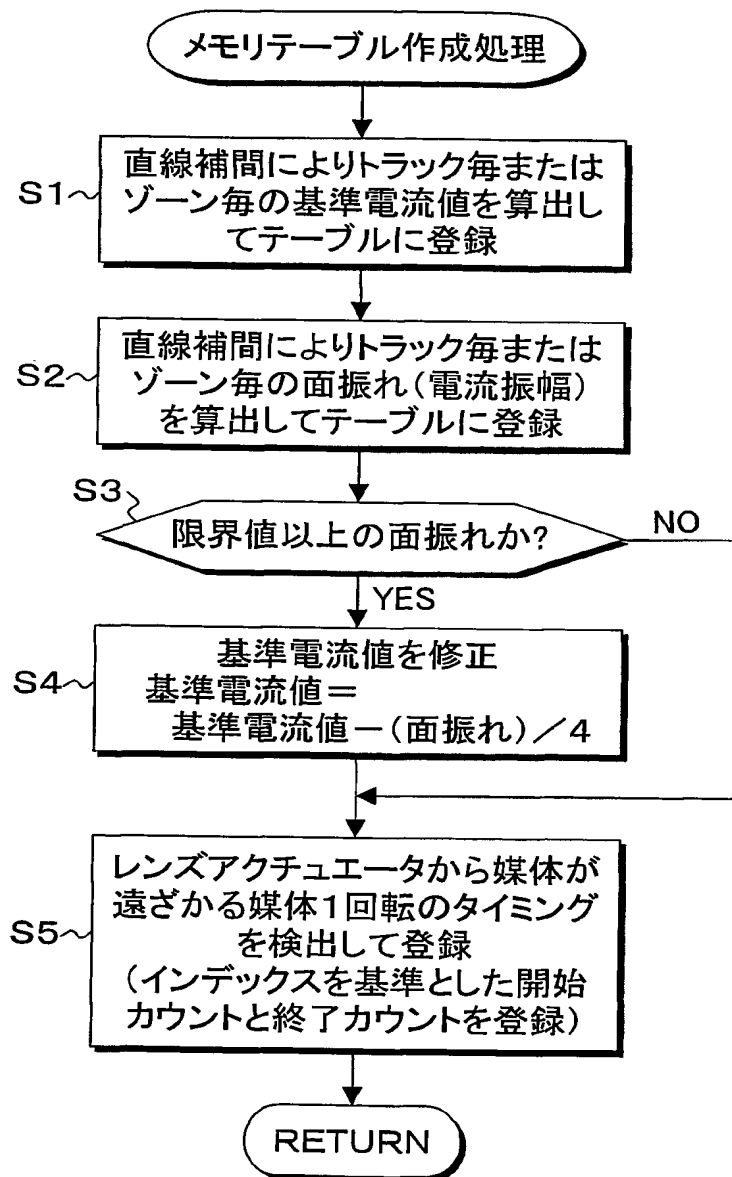 メモリテーブル作成処理
S1
直線補間によりトラック毎または
ゾーン毎の基準電流値を算出し
てテーブルに登録
S2
直線補間によりトラック毎または
ゾーン毎の面振れ(電流振幅)
を算出してテーブルに登録
S3
限界値以上の面振れか?
NO
YES
S4
基準電流値を修正
基準電流値=
基準電流値-(面振れ)/4
S5
レンズアクチュエータから媒体が
遠ざかる媒体1回転のタイミング
を検出して登録
(インデックスを基準とした開始
カウントと終了カウントを登録)
RETURN